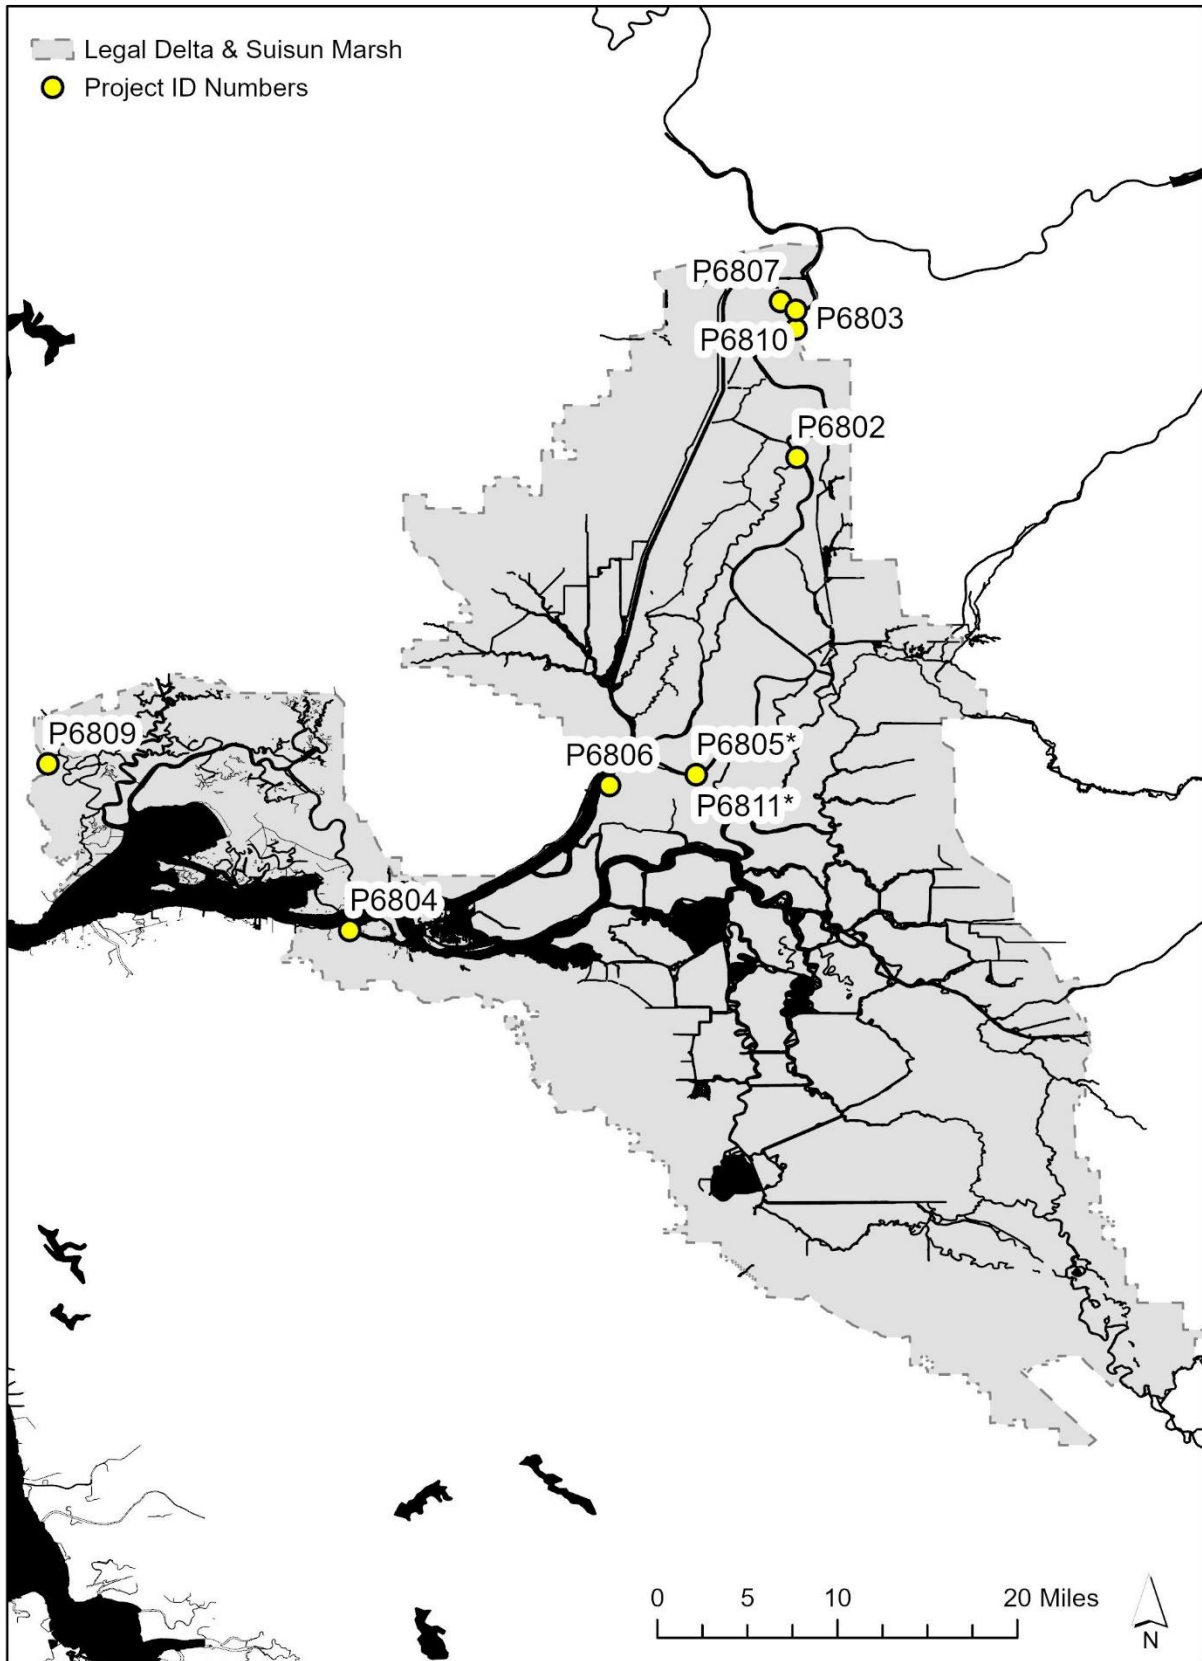 Legal Delta & Suisun Marsh
Project ID Numbers
P6807
P6803
P6810
P6802
P6809
P6806
P6805*
P6811*
P6804
0 5 10 20 Miles
N